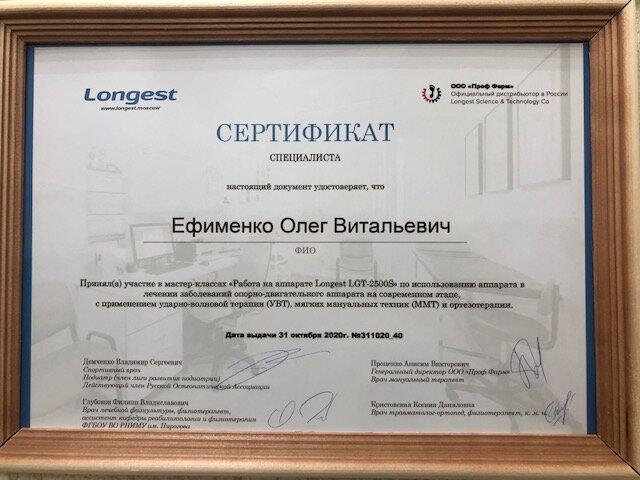 Longest
www.longest.moscow
ООО «Проф Фарм»
Официальный дистрибьютор в России
Longest Science & Technology Co
СЕРТИФИКАТ
СПЕЦИАЛИСТА
настоящий документ удостоверяет, что
Ефименко Олег Витальевич
ФИО
Принял(а) участие в мастер-классах «Работа на аппарате Longest LGT-2500S» по использованию аппарата в
лечении заболеваний опорно-двигательного аппарата на современном этапе,
с применением ударно-волновой терапии (УВТ), мягких мануальных техник (ММТ) и ортезотерапии.
Дата выдачи 31 октября 2020г. №311020_40
Демченко Владимир Сергеевич
Спортивный врач
Подиатр (член лиги развития подиатрии)
Действующий член Русской Остеопатической Ассоциации
Проценко Анисим Викторович
Генеральный директор ООО «Проф Фарм»
Врач мануальный терапевт
Глубоков Филипп Владиславович
Врач лечебной физкультуры, физиотерапевт,
ассистент кафедры реабилитологии и физиотерапии
ФГБОУ ВО РНИМУ им. Пирогова
Кристовская Ксения Даниловна
Врач травматолог-ортопед, физиотерапевт, к. м. н.